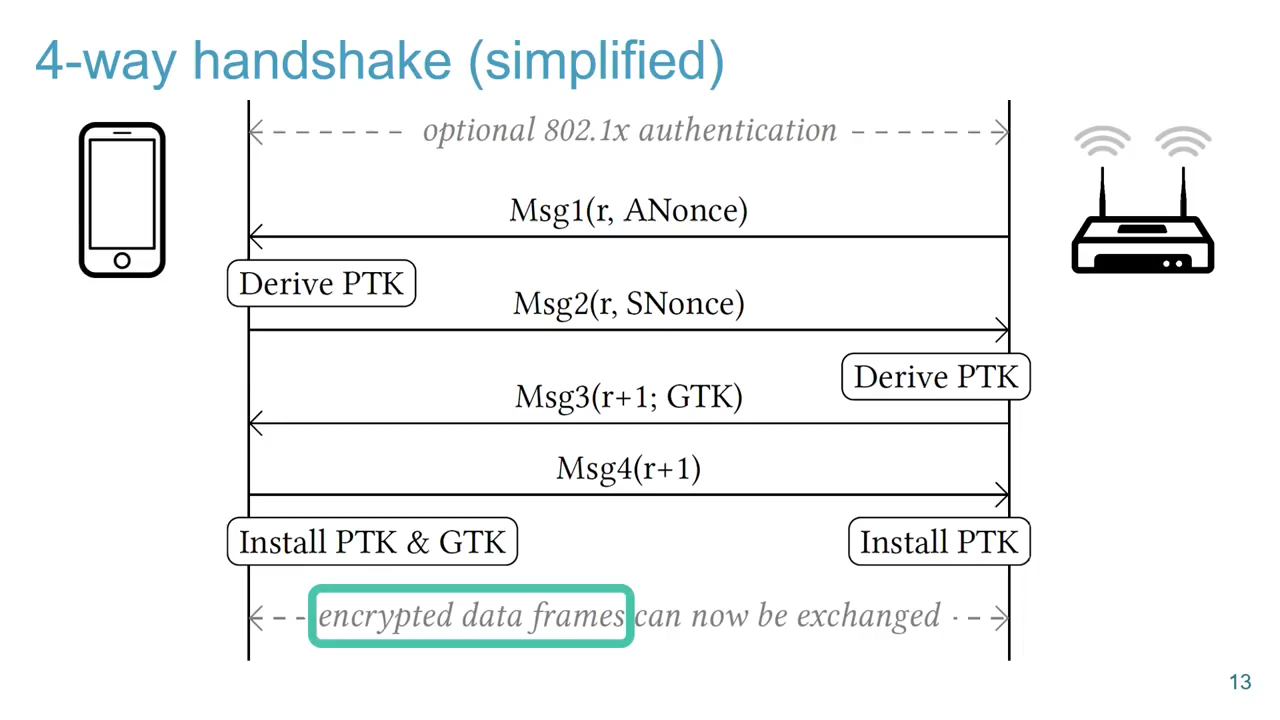 4-way handshake (simplified)
optional 802.1x authentication
Msg1(r, ANonce)
Derive PTK
Msg2(r, SNonce)
Derive PTK
Msg3(r+1; GTK)
Msg4(r+1)
Install PTK & GTK
Install PTK
encrypted data frames can now be exchanged
13